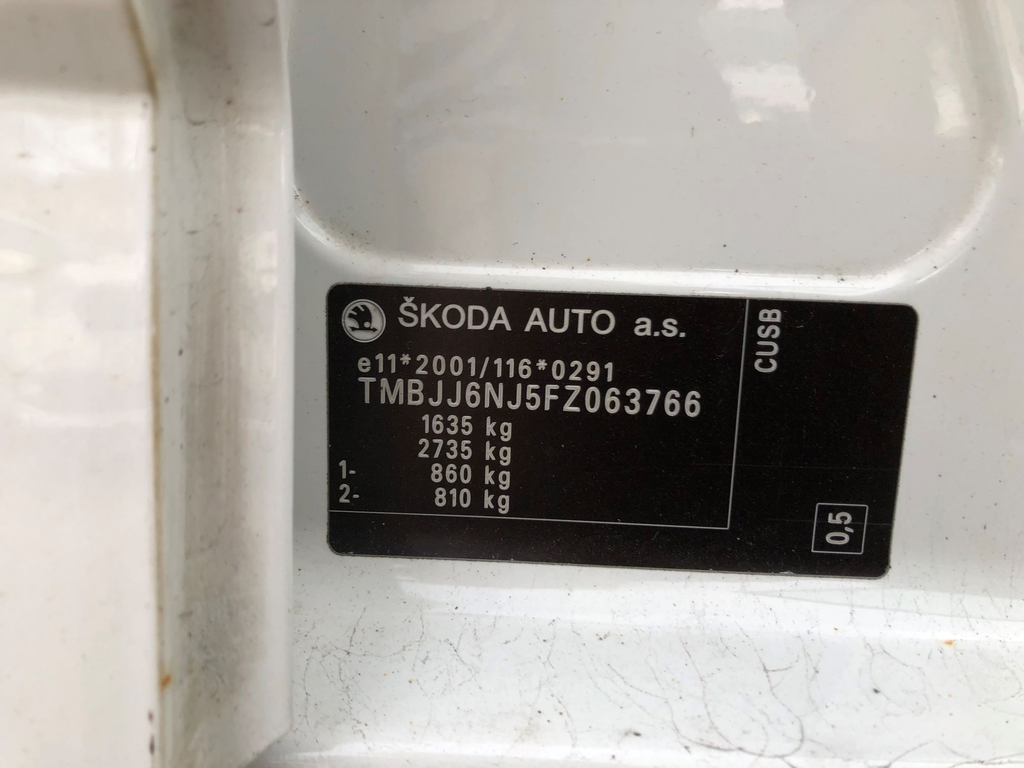 ŠKODA AUTO a.s.
e11*2001/116*0291
TMBJJ6NJ5FZ063766
1635 kg
2735 kg
1- 860 kg
2- 810 kg
CUSB
0,5